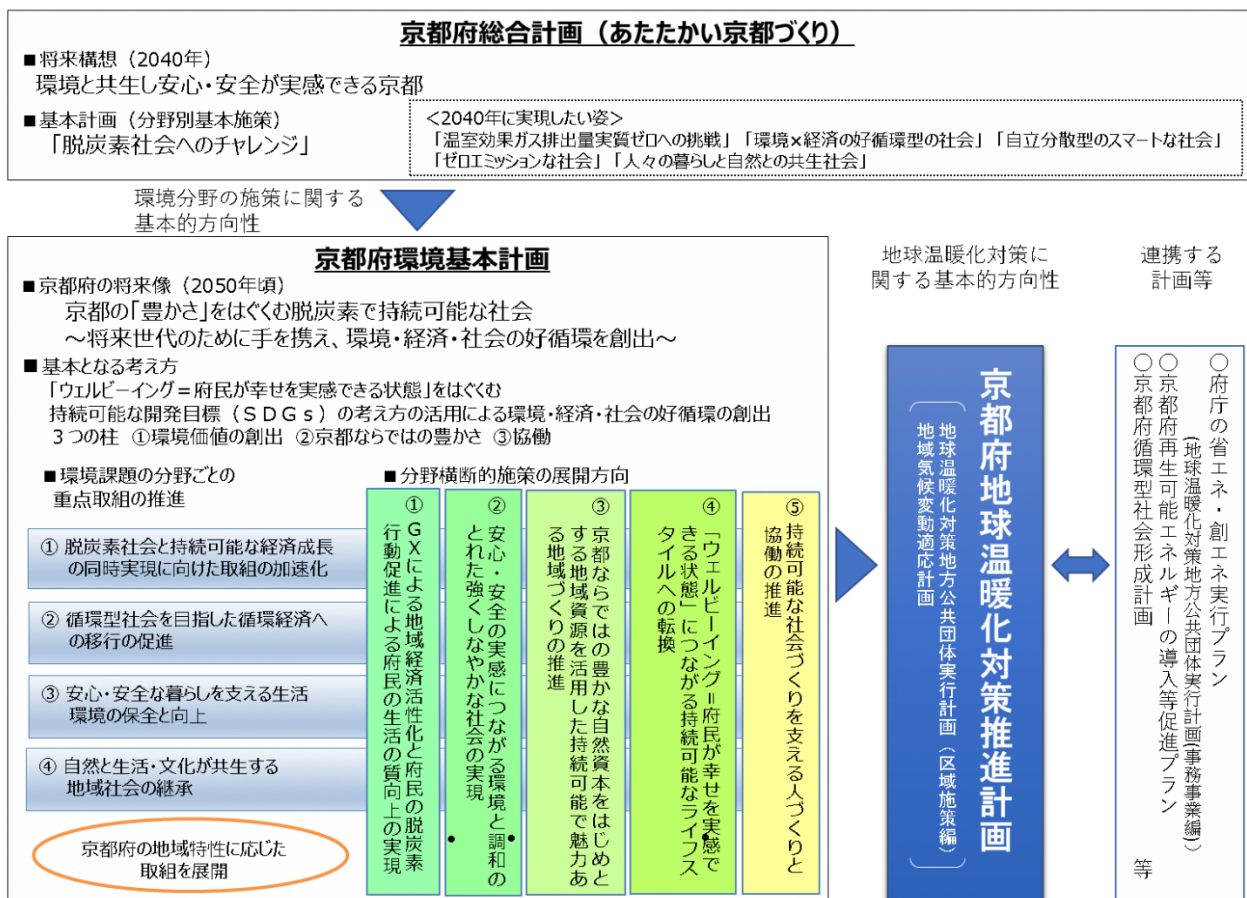 京都府総合計画（あたたかい京都づくり）
■将来構想（2040年）
環境と共生し安心・安全が実感できる京都
■基本計画（分野別基本施策）
「脱炭素社会へのチャレンジ」
＜2040年に実現したい姿＞
「温室効果ガス排出量実質ゼロへの挑戦」「環境×経済の好循環型の社会」「自立分散型のスマートな社会」
「ゼロエミッションな社会」「人々の暮らしと自然との共生社会」
環境分野の施策に関する
基本的方向性
京都府環境基本計画
■京都府の将来像（2050年頃）
京都の「豊かさ」をはぐくむ脱炭素で持続可能な社会
～将来世代のために手を携え、環境・経済・社会の好循環を創出～
■基本となる考え方
「ウェルビーイング＝府民が幸せを実感できる状態」をはぐくむ
持続可能な開発目標（ＳＤＧｓ）の考え方の活用による環境・経済・社会の好循環の創出
３つの柱 ①環境価値の創出 ②京都ならではの豊かさ ③協働
■環境課題の分野ごとの
重点取組の推進
① 脱炭素社会と持続可能な経済成長
の同時実現に向けた取組の加速化
② 循環型社会を目指した循環経済へ
の移行の促進
③ 安心・安全な暮らしを支える生活
環境の保全と向上
④ 自然と生活・文化が共生する
地域社会の継承
京都府の地域特性に応じた
取組を展開
■分野横断的施策の展開方向
① GXによる地域経済活性化と府民の脱炭素
行動促進による府民の生活の質向上の実現
② 安心・安全の実感につながる環境と調和の
とれた強くしなやかな社会の実現
③ 京都ならではの豊かな自然資本をはじめと
する地域資源を活用した持続可能で魅力あ
る地域づくりの推進
④ 「ウェルビーイング＝府民が幸せを実感で
きる状態」につながる持続可能なライフス
タイルへの転換
⑤ 持続可能な社会づくりを支える人づくりと
協働の推進
地球温暖化対策に
関する基本的方向性
京都府地球温暖化対策推進計画
地球温暖化対策地方公共団体実行計画（区域施策編）
地域気候変動適応計画
連携する
計画等
○府庁の省エネ・創エネ実行プラン
(地球温暖化対策地方公共団体実行計画(事務事業編))
○京都府再生可能エネルギーの導入等促進プラン
○京都府循環型社会形成計画 等